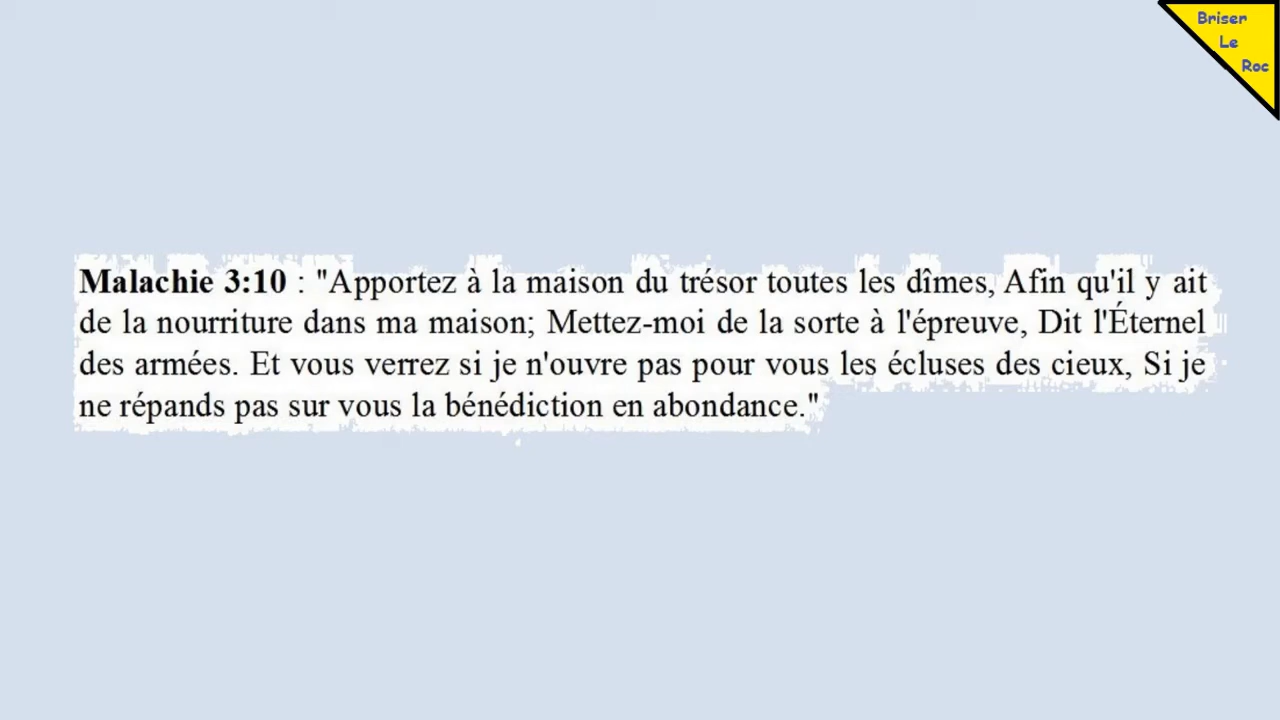 Briser
Le
Roc
Malachie 3:10 : "Apportez à la maison du trésor toutes les dîmes, Afin qu'il y ait
de la nourriture dans ma maison; Mettez-moi de la sorte à l'épreuve, Dit l'Éternel
des armées. Et vous verrez si je n'ouvre pas pour vous les écluses des cieux, Si je
ne répands pas sur vous la bénédiction en abondance."